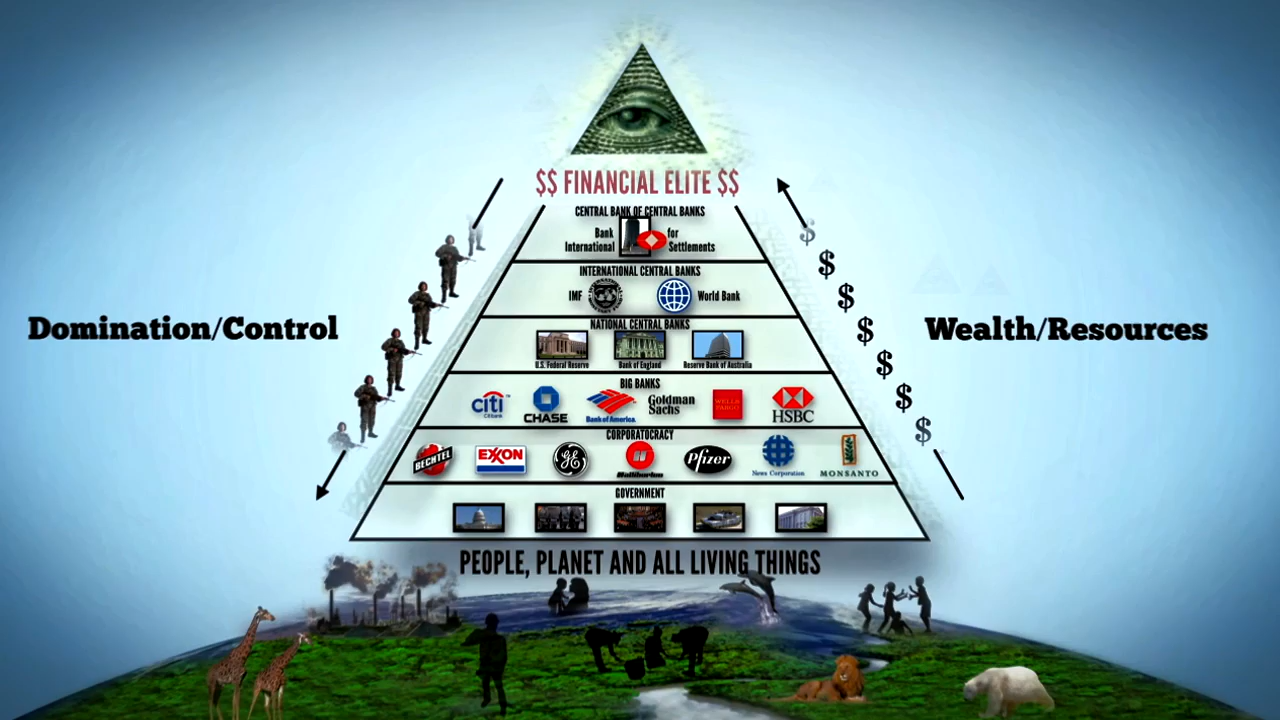 $$ FINANCIAL ELITE $$
CENTRAL BANK OF CENTRAL BANKS
Bank for
International Settlements
INTERNATIONAL CENTRAL BANKS
IMF World Bank
Domination/Control
Wealth/Resources
$
$
$
$
$
$
$
NATIONAL CENTRAL BANKS
U.S. Federal Reserve Bank of England Reserve Bank of Australia
BIG BANKS
citi CHASE Bank of America Goldman Sachs WELLS FARGO HSBC
Citibank
CORPORATOCRACY
BECHTEL EXXON GE Halliburton Pfizer News Corporation MONSANTO
GOVERNMENT
PEOPLE, PLANET AND ALL LIVING THINGS